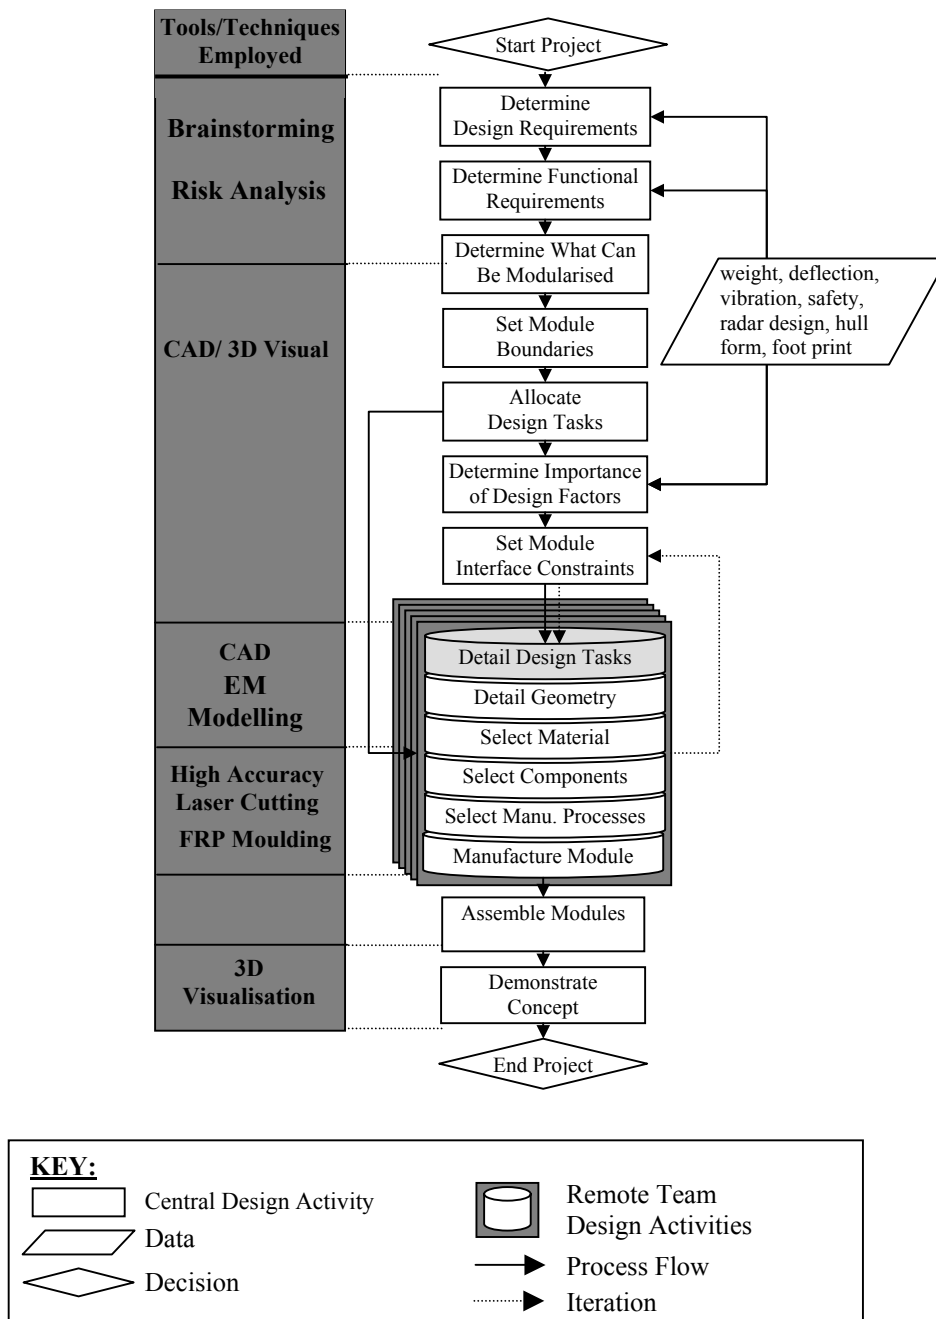 Tools/Techniques
Employed
Brainstorming
Risk Analysis
CAD/ 3D Visual
CAD
EM
Modelling
High Accuracy
Laser Cutting
FRP Moulding
3D
Visualisation
Start Project
Determine
Design Requirements
Determine Functional
Requirements
Determine What Can
Be Modularised
Set Module
Boundaries
Allocate
Design Tasks
Determine Importance
of Design Factors
Set Module
Interface Constraints
weight, deflection,
vibration, safety,
radar design, hull
form, foot print
Detail Design Tasks
Detail Geometry
Select Material
Select Components
Select Manu. Processes
Manufacture Module
Assemble Modules
Demonstrate
Concept
End Project
KEY:
Central Design Activity
Data
Decision
Remote Team
Design Activities
Process Flow
Iteration